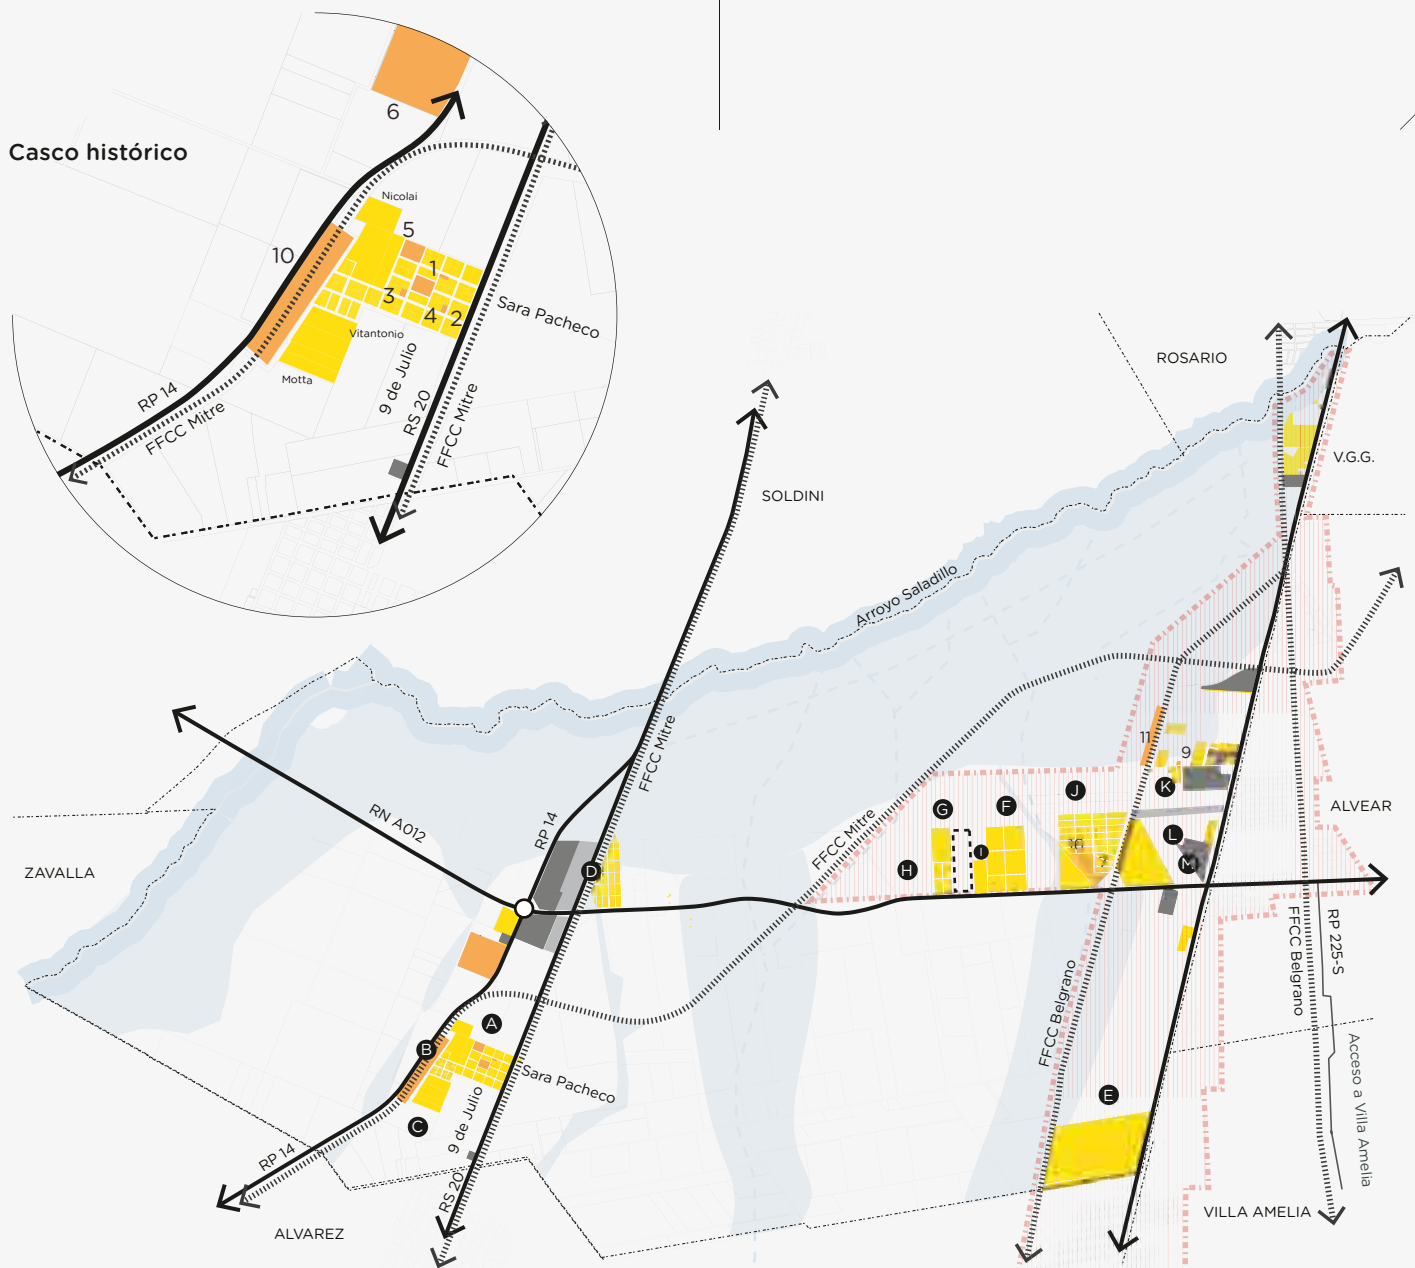 6
Casco histórico
Nicolai
5
10
1
3
4
2
Sara Pacheco
Vitantonio
Motta
9 de Julio
RP 14
FFCC Mitre
RS 20
FFCC Mitre
ROSARIO
V.G.G.
SOLDINI
Arroyo Saladillo
FFCC Mitre
11
9
K
ALVEAR
J
G
F
RN A012
RP 14
FFCC Mitre
L
16
I
7
M
H
D
ZAVALLA
FFCC Belgrano
RP 225-S
FFCC Belgrano
A
B
Sara Pacheco
Acceso a Villa Amelia
E
C
9 de Julio
RP 14
RS 20
VILLA AMELIA
ALVAREZ